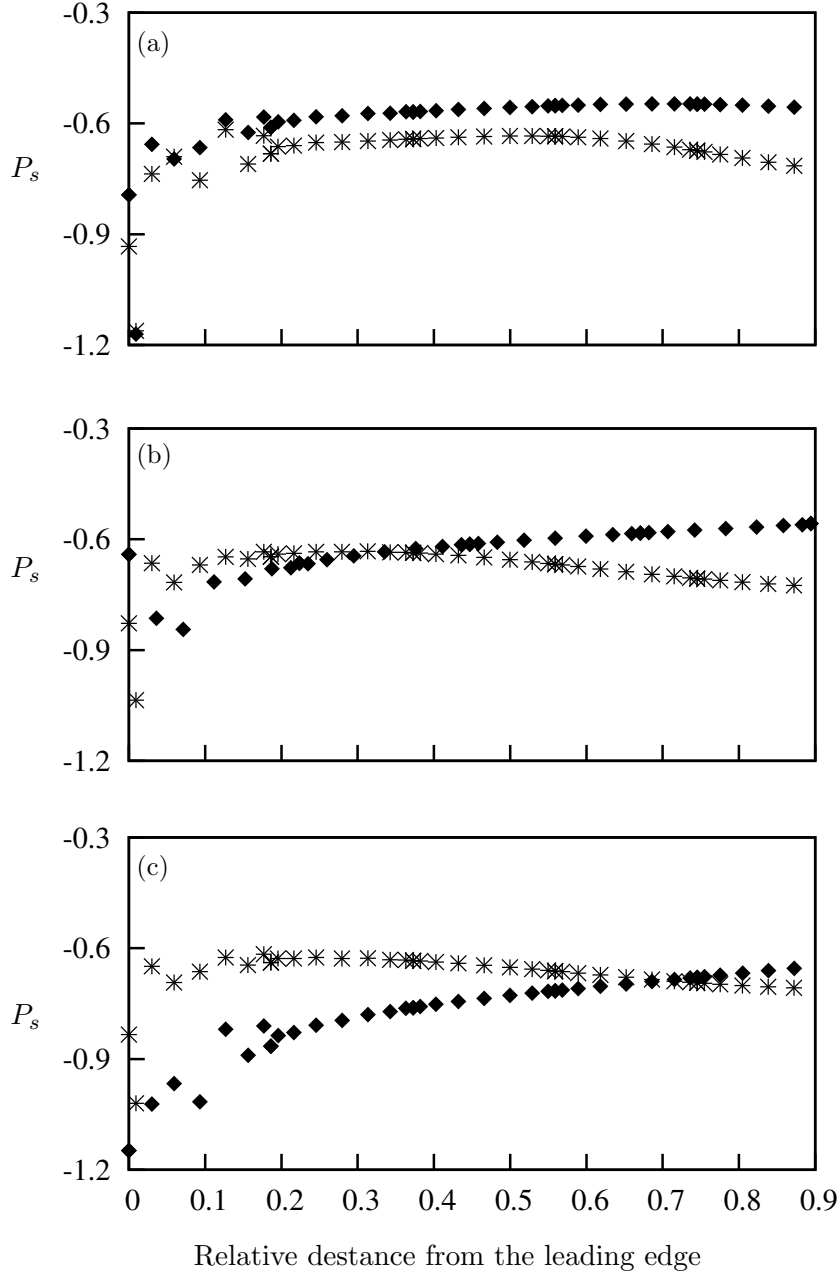 -0.3
(a)
-0.6
P_s
-0.9
-1.2
-0.3
(b)
-0.6
P_s
-0.9
-1.2
-0.3
(c)
-0.6
P_s
-0.9
-1.2
0 0.1 0.2 0.3 0.4 0.5 0.6 0.7 0.8 0.9
Relative destance from the leading edge